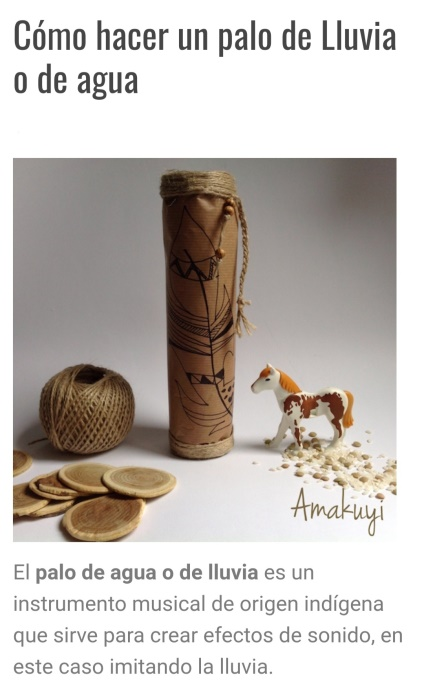 Cómo hacer un palo de Lluvia
o de agua
Amakuyi
El palo de agua o de lluvia es un
instrumento musical de origen indígena
que sirve para crear efectos de sonido, en
este caso imitando la lluvia.